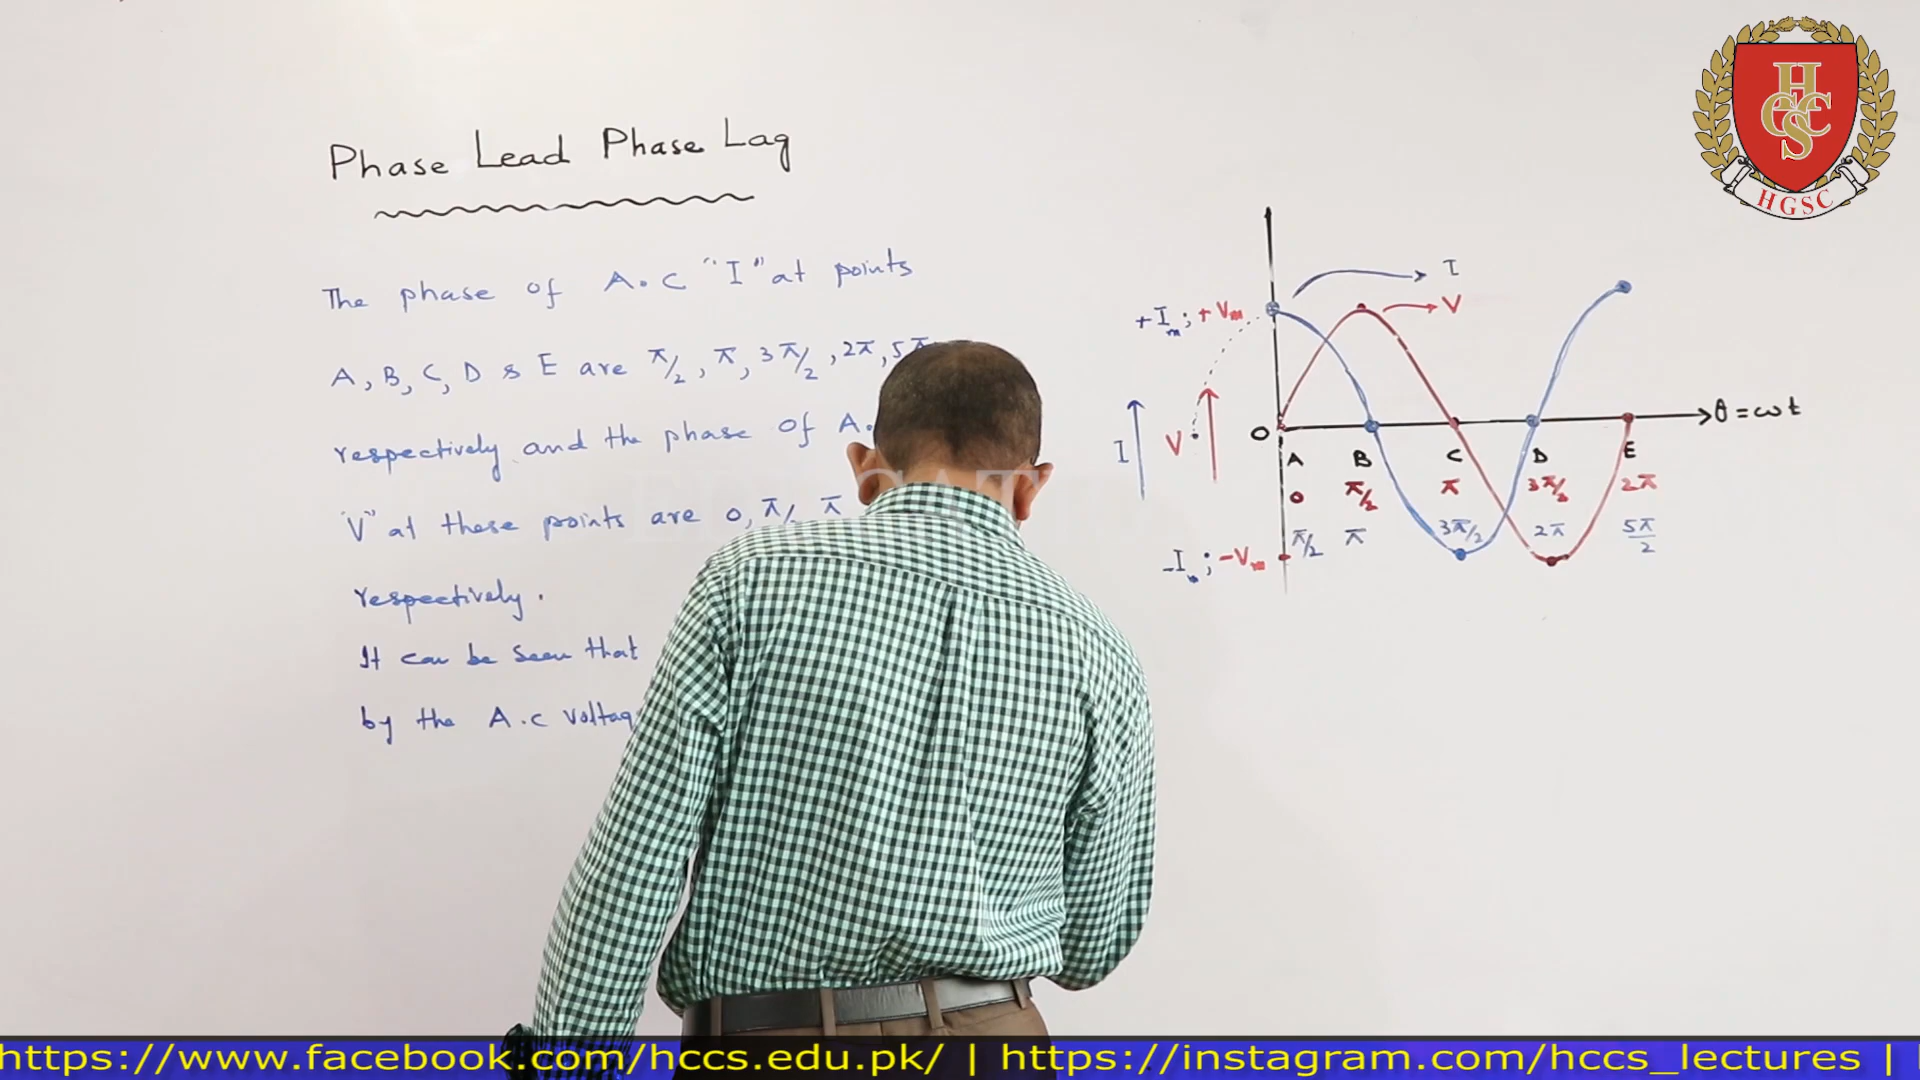 Phase Lead Phase Lag
The phase of A.C "I" at points
A, B, C, D & E are π/2, π, 3π/2, 2π, 5π
respectively and the phase of A.
"V" at these points are 0, π/2 π
respectively.
It can be seen that
by the A.C voltag
I
V
+Im; +Vm
I
V
O
θ = ωt
A B C D E
0 π/2 π 3π/2 2π
π/2 π 3π/2 2π 5π/2
-Im; -Vm
HCCS
HGSC
https://www.facebook.com/hccs.edu.pk/ | https://instagram.com/hccs_lectures |